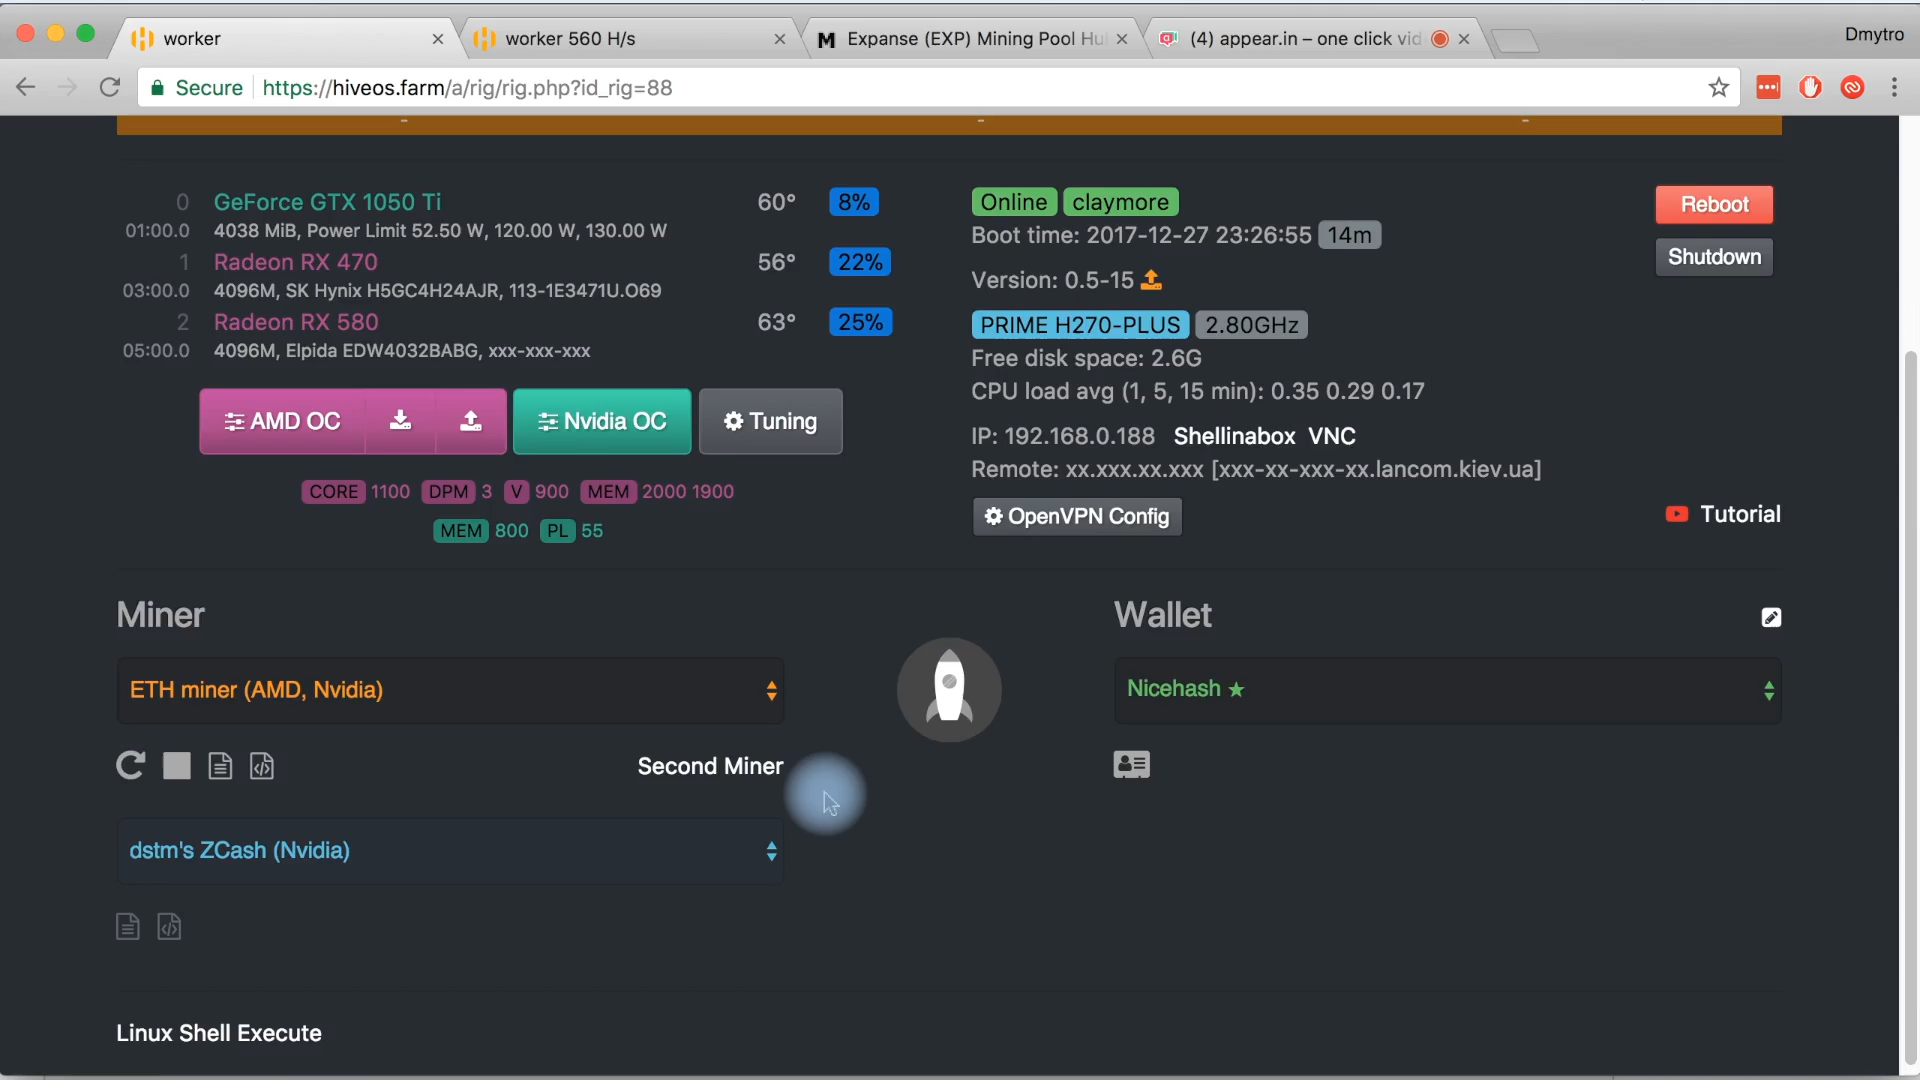 worker
worker 560 H/s
Expanse (EXP) Mining Pool Hu
(4) appear.in – one click vid
Dmytro
Secure
https://hiveos.farm/a/rig/rig.php?id_rig=88
- - -
0 GeForce GTX 1050 Ti 60° 8%
01:00.0 4038 MiB, Power Limit 52.50 W, 120.00 W, 130.00 W
1 Radeon RX 470 56° 22%
03:00.0 4096M, SK Hynix H5GC4H24AJR, 113-1E3471U.O69
2 Radeon RX 580 63° 25%
05:00.0 4096M, Elpida EDW4032BABG, xxx-xxx-xxx
AMD OC
Nvidia OC
Tuning
CORE 1100 DPM 3 V 900 MEM 2000 1900
MEM 800 PL 55
Online claymore
Boot time: 2017-12-27 23:26:55 14m
Version: 0.5-15
PRIME H270-PLUS 2.80GHz
Free disk space: 2.6G
CPU load avg (1, 5, 15 min): 0.35 0.29 0.17
IP: 192.168.0.188 Shellinabox VNC
Remote: xx.xxx.xx.xxx [xxx-xx-xxx-xx.lancom.kiev.ua]
OpenVPN Config
Reboot
Shutdown
Tutorial
Miner
ETH miner (AMD, Nvidia)
Second Miner
dstm's ZCash (Nvidia)
Wallet
Nicehash ★
Linux Shell Execute